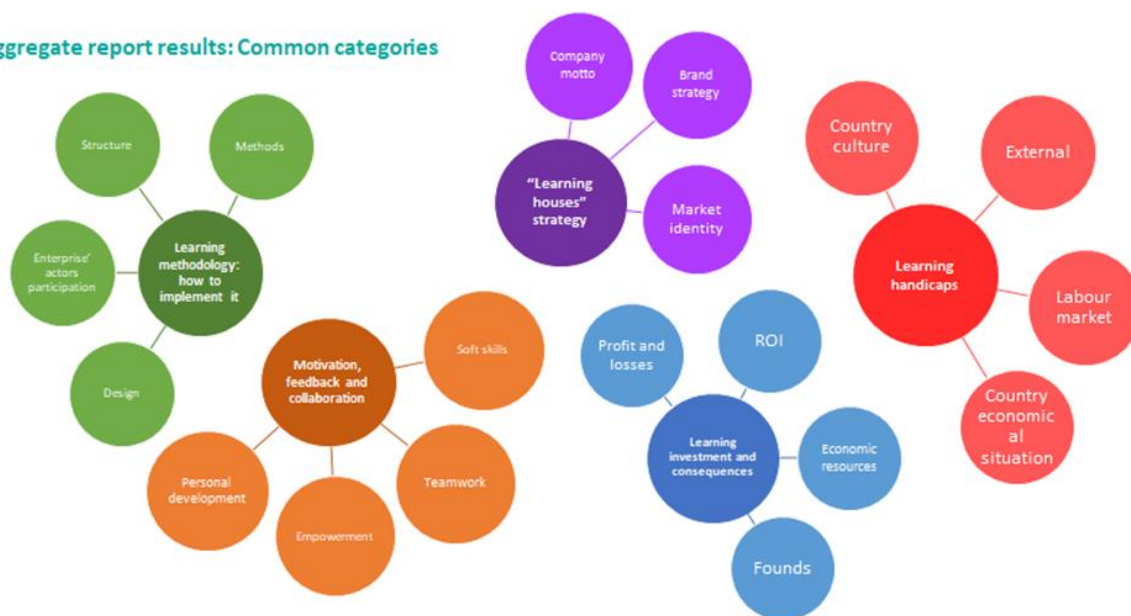 ggregate report results: Common categories
Structure
Methods
Enterprise'
actors
participation
Learning
methodology:
how to
implement it
Design
Company
motto
Brand
strategy
"Learning
houses"
strategy
Market
identity
Country
culture
External
Learning
handicaps
Labour
market
Country
economic
al
situation
Motivation,
feedback and
collaboration
Soft skills
Personal
development
Empowerment
Teamwork
Profit and
losses
ROI
Learning
investment and
consequences
Economic
resources
Founds